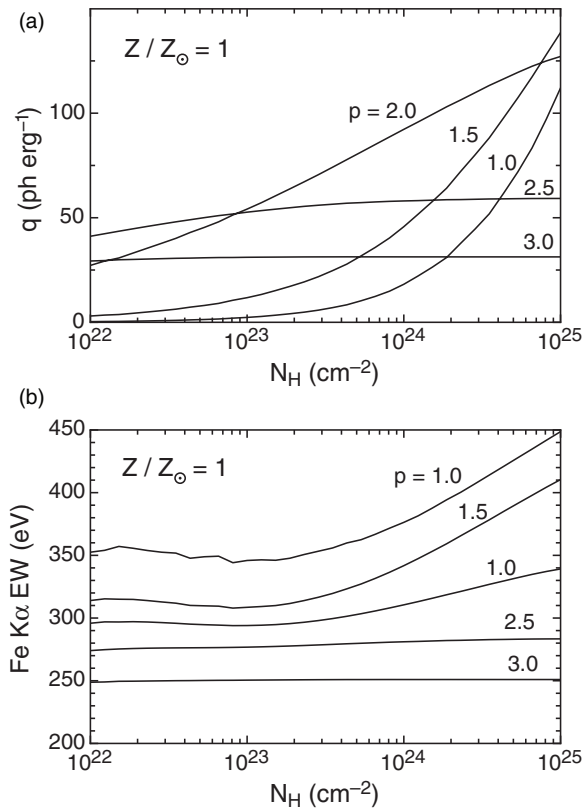 (a)
Z / Z⊙ = 1
p = 2.0
1.5
1.0
2.5
3.0
q (ph erg⁻¹)
125
100
50
0
10²² 10²³ 10²⁴ 10²⁵
N_H (cm⁻²)
(b)
Z / Z⊙ = 1
p = 1.0
1.5
1.0
2.5
3.0
Fe Kα EW (eV)
450
400
350
300
250
200
10²² 10²³ 10²⁴ 10²⁵
N_H (cm⁻²)